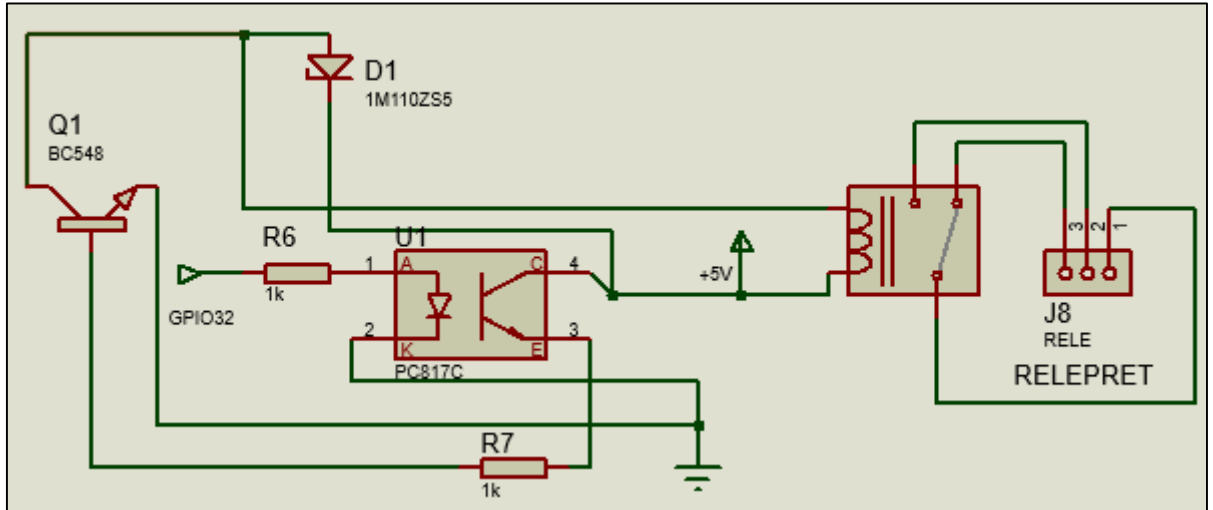 D1
1M110ZS5
Q1
BC548
R6
1k
GPIO32
U1
1
A
C
4
2
K
E
3
PC817C
+5V
3
2
1
J8
RELE
RELEPRET
R7
1k